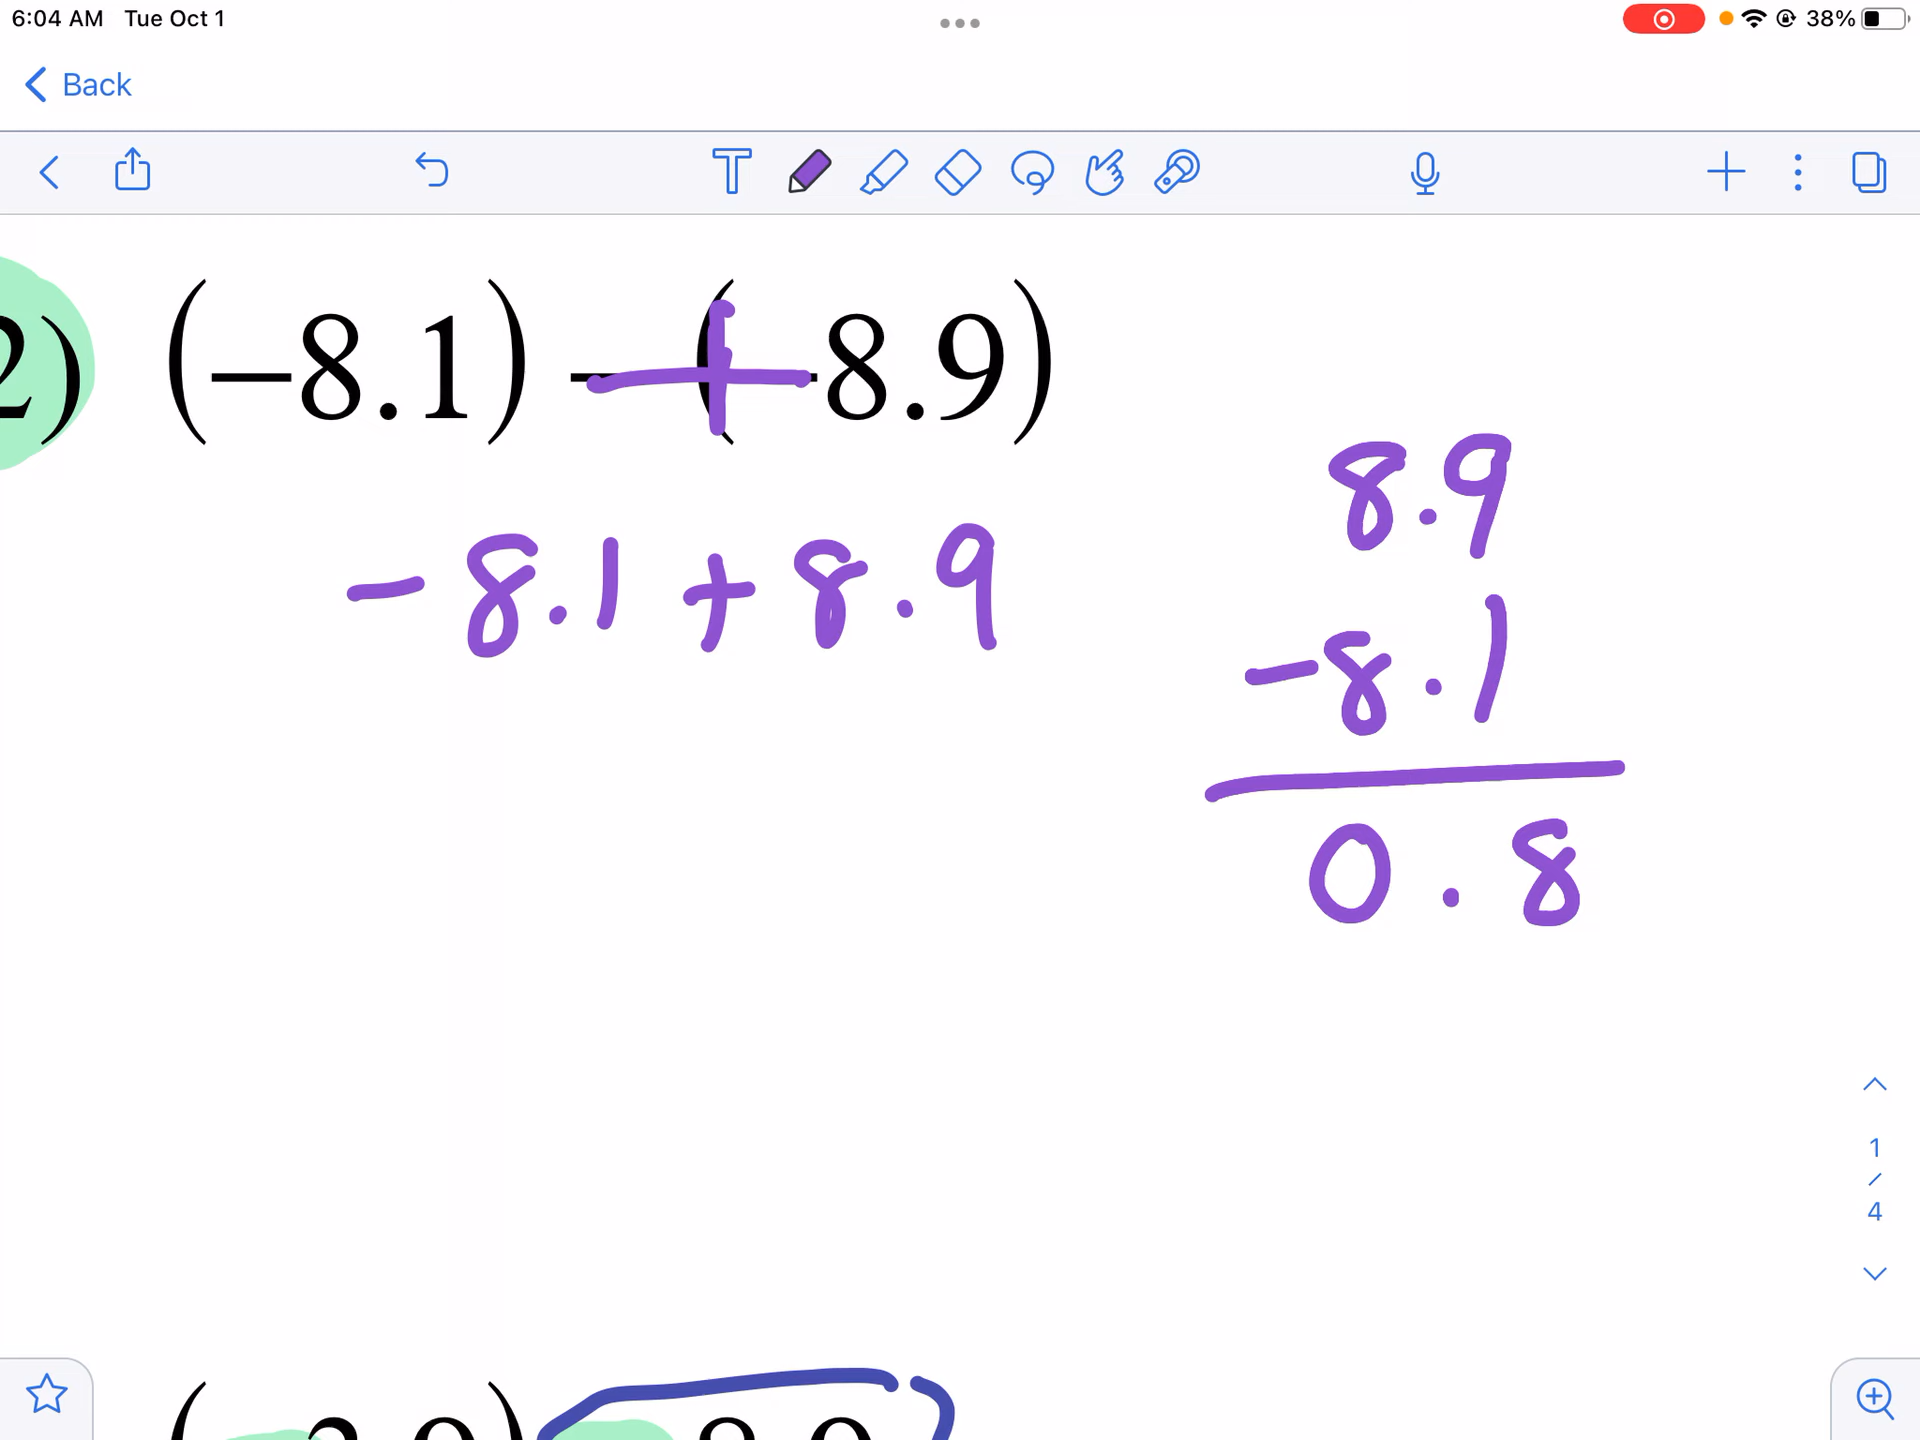 6:04 AM Tue Oct 1
38%
Back
2) (−8.1) − (−8.9)
8.9
-8.1+8.9
-8.1
0.8
1
/
4